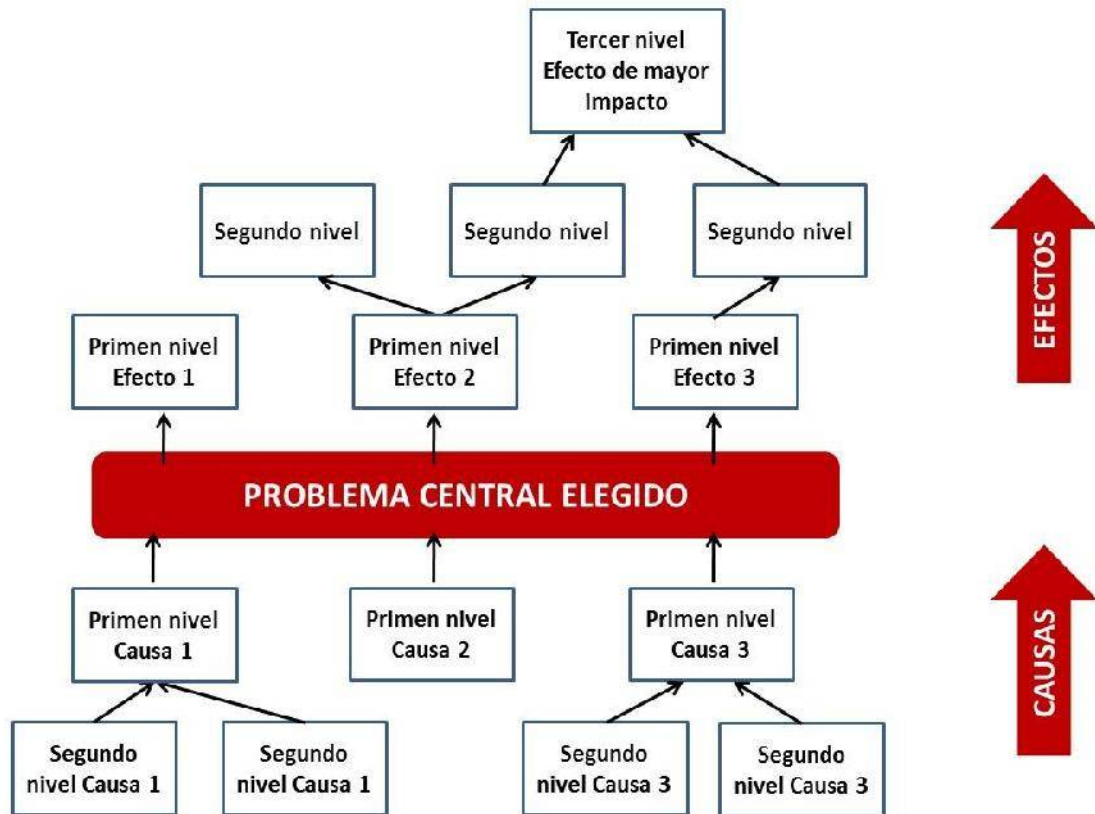 Tercer nivel
Efecto de mayor
Impacto
Segundo nivel
Segundo nivel
Segundo nivel
EFECTOS
Primen nivel
Efecto 1
Primen nivel
Efecto 2
Primen nivel
Efecto 3
PROBLEMA CENTRAL ELEGIDO
Primen nivel
Causa 1
Primen nivel
Causa 2
Primen nivel
Causa 3
CAUSAS
Segundo
nivel Causa 1
Segundo
nivel Causa 1
Segundo
nivel Causa 3
Segundo
nivel Causa 3